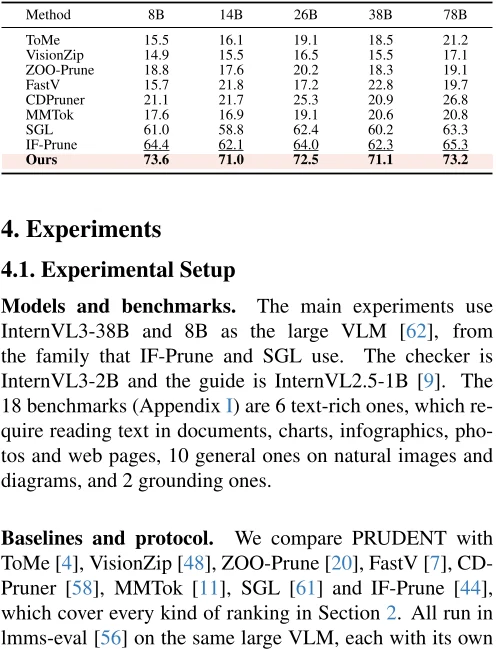 Method 8B 14B 26B 38B 78B
ToMe 15.5 16.1 19.1 18.5 21.2
VisionZip 14.9 15.5 16.5 15.5 17.1
ZOO-Prune 18.8 17.6 20.2 18.3 19.1
FastV 15.7 21.8 17.2 22.8 19.7
CDPruner 21.1 21.7 25.3 20.9 26.8
MMTok 17.6 16.9 19.1 20.6 20.8
SGL 61.0 58.8 62.4 60.2 63.3
IF-Prune 64.4 62.1 64.0 62.3 65.3
Ours 73.6 71.0 72.5 71.1 73.2
4. Experiments
4.1. Experimental Setup
Models and benchmarks. The main experiments use
InternVL3-38B and 8B as the large VLM [62], from
the family that IF-Prune and SGL use. The checker is
InternVL3-2B and the guide is InternVL2.5-1B [9]. The
18 benchmarks (Appendix I) are 6 text-rich ones, which re-
quire reading text in documents, charts, infographics, pho-
tos and web pages, 10 general ones on natural images and
diagrams, and 2 grounding ones.
Baselines and protocol. We compare PRUDENT with
ToMe [4], VisionZip [48], ZOO-Prune [20], FastV [7], CD-
Pruner [58], MMTok [11], SGL [61] and IF-Prune [44],
which cover every kind of ranking in Section 2. All run in
lmms-eval [56] on the same large VLM, each with its own